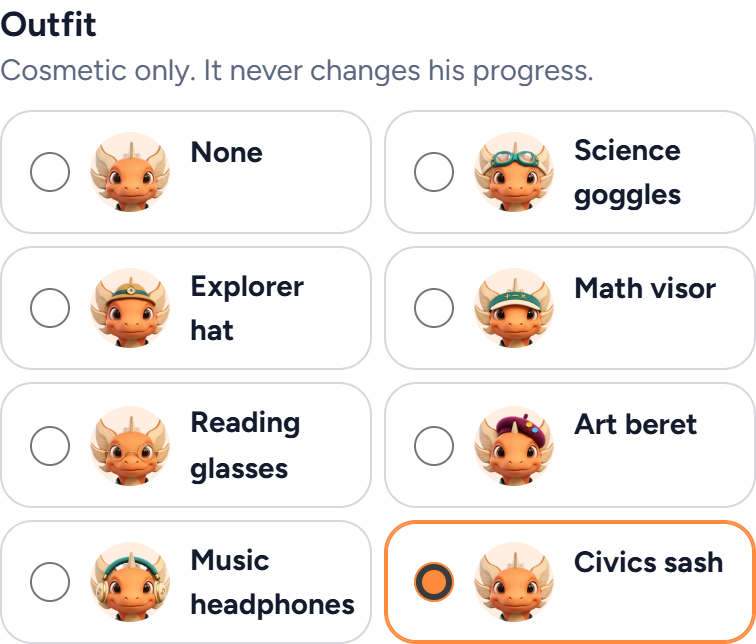 Outfit
Cosmetic only. It never changes his progress.
None
Science
goggles
Explorer
hat
Math visor
Reading
glasses
Art beret
Music
headphones
Civics sash